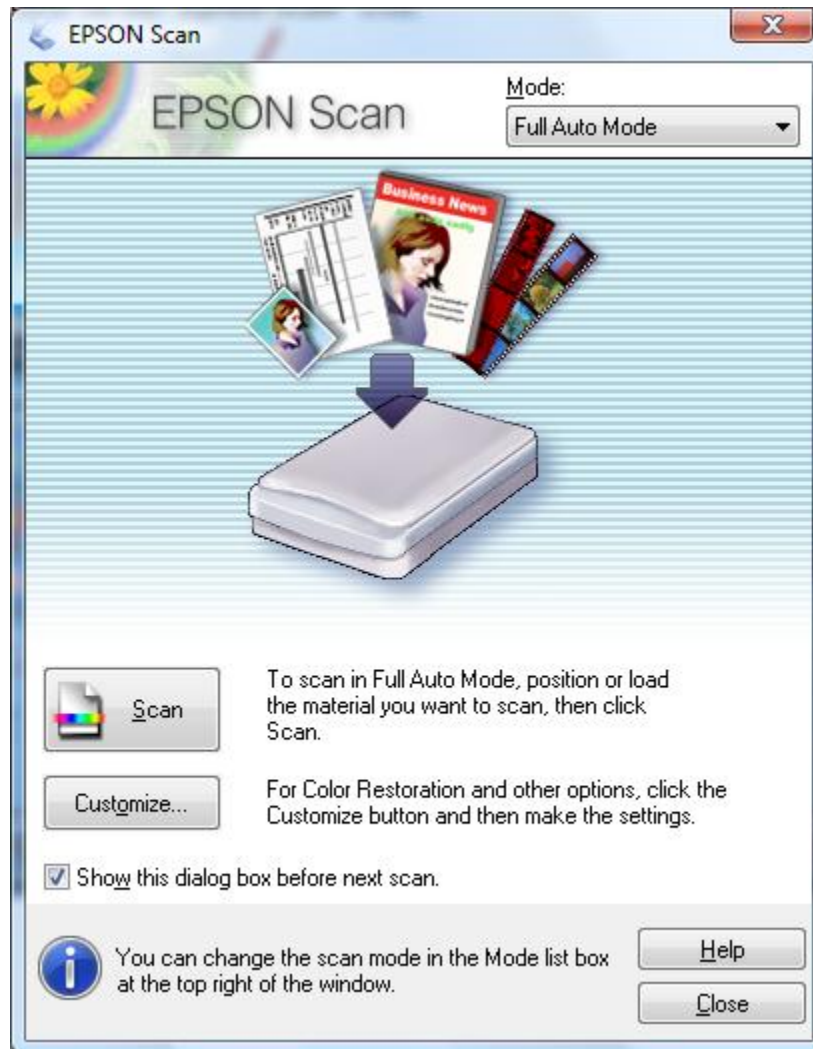 EPSON Scan
EPSON Scan
Mode:
Full Auto Mode
Business News
Scan
To scan in Full Auto Mode, position or load
the material you want to scan, then click
Scan.
Customize...
For Color Restoration and other options, click the
Customize button and then make the settings.
Show this dialog box before next scan.
You can change the scan mode in the Mode list box
at the top right of the window.
Help
Close